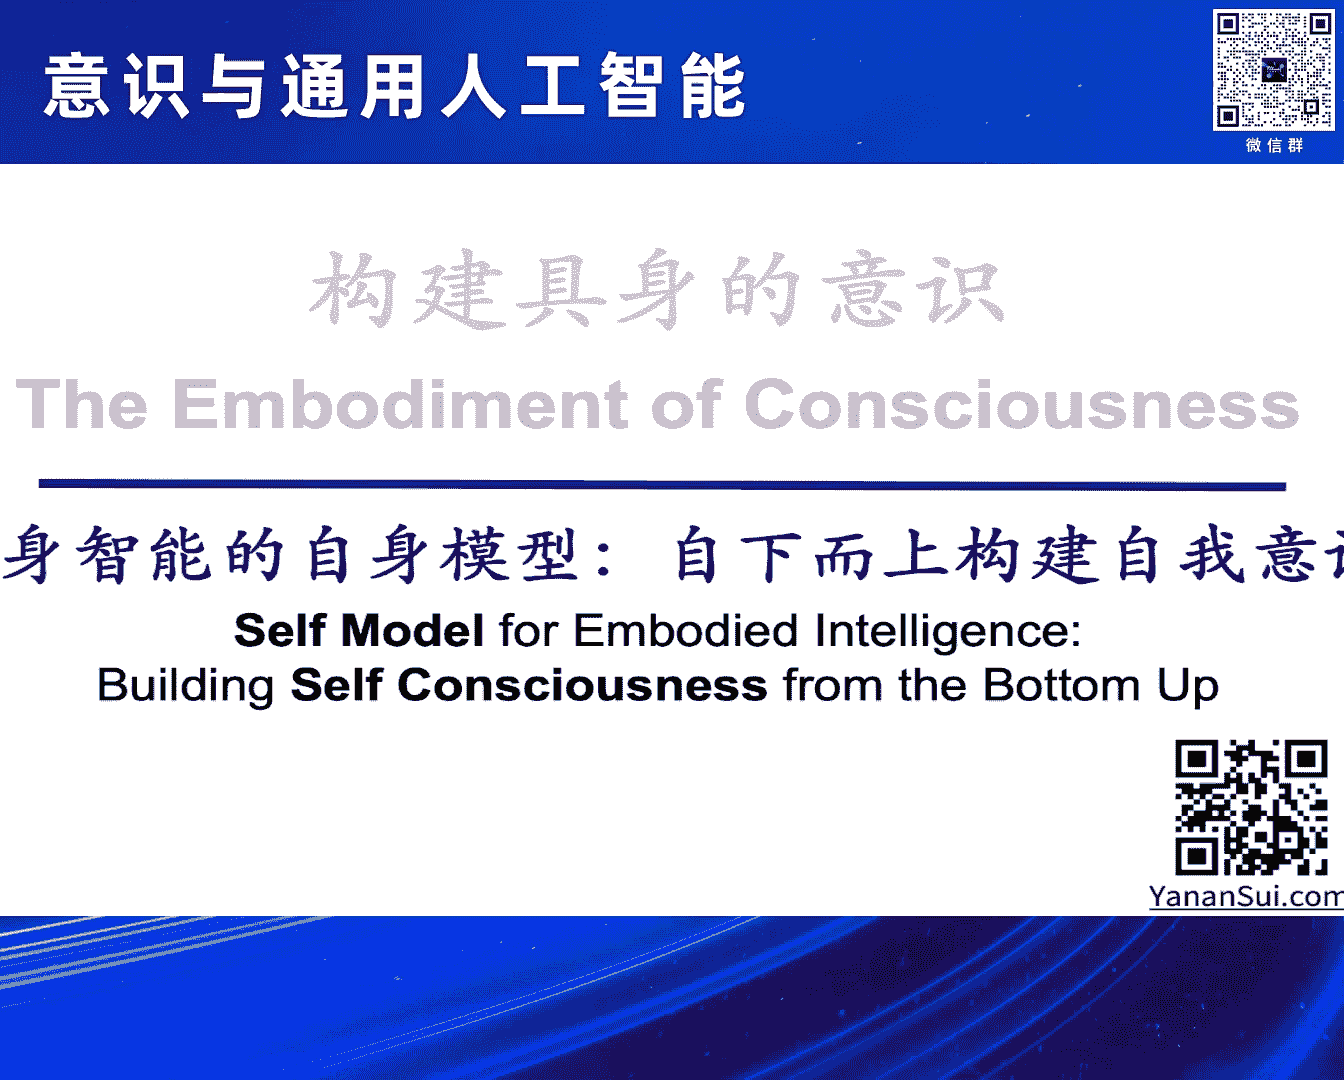 意识与通用人工智能
微信群
构建具身的意识
The Embodiment of Consciousness
身智能的自身模型：自下而上构建自我意
Self Model for Embodied Intelligence:
Building Self Consciousness from the Bottom Up
YananSui.com